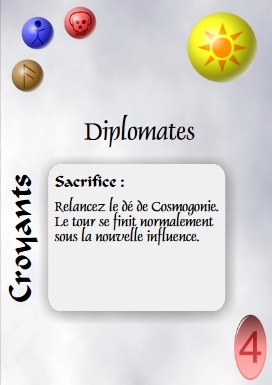 Diplomates
Croyants
Sacrifice :
Relancez le dé de Cosmogonie.
Le tour se finit normalement
sous la nouvelle influence.
4